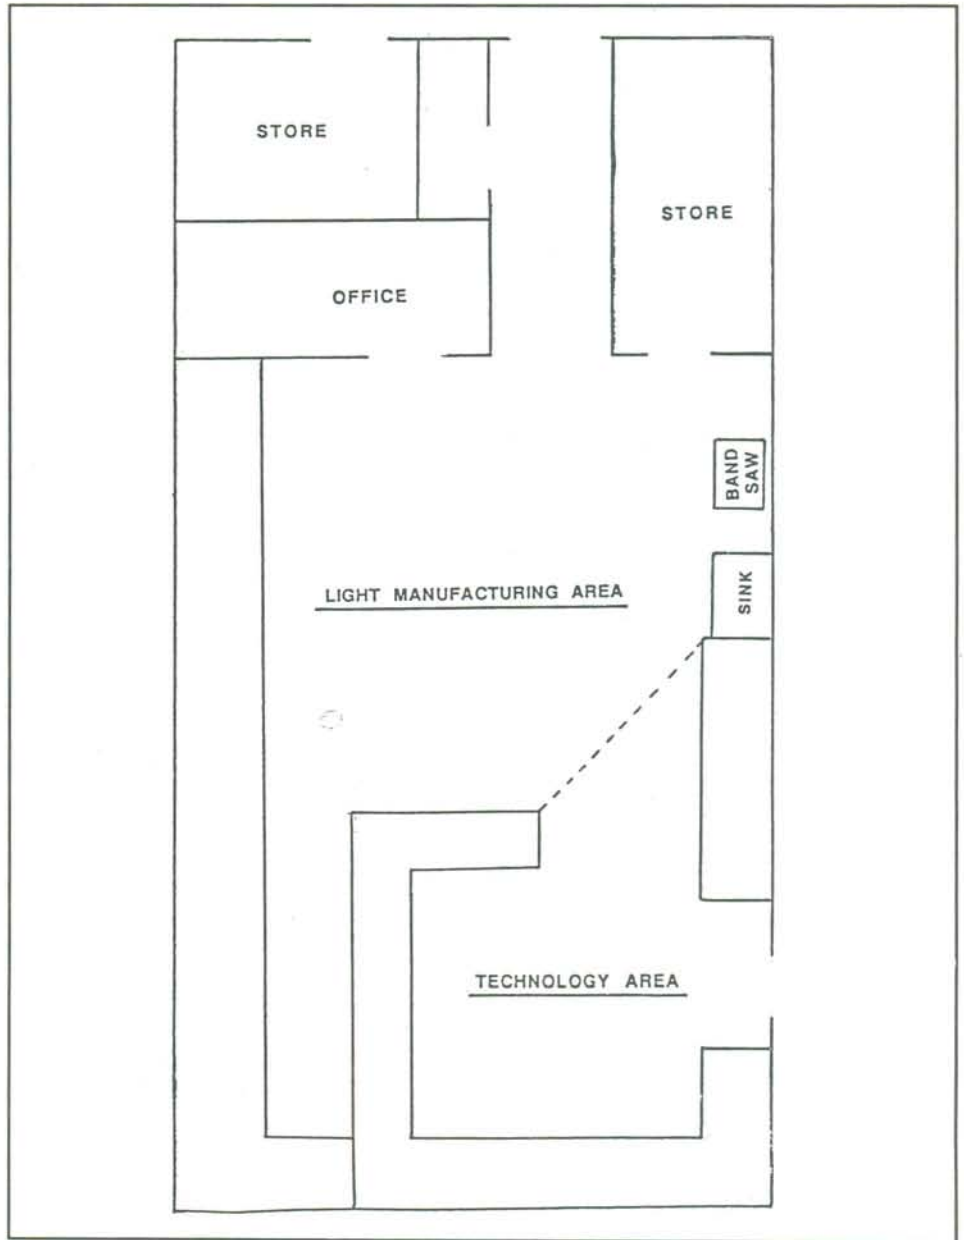 STORE
STORE
OFFICE
BAND
SAW
LIGHT MANUFACTURING AREA
SINK
TECHNOLOGY AREA